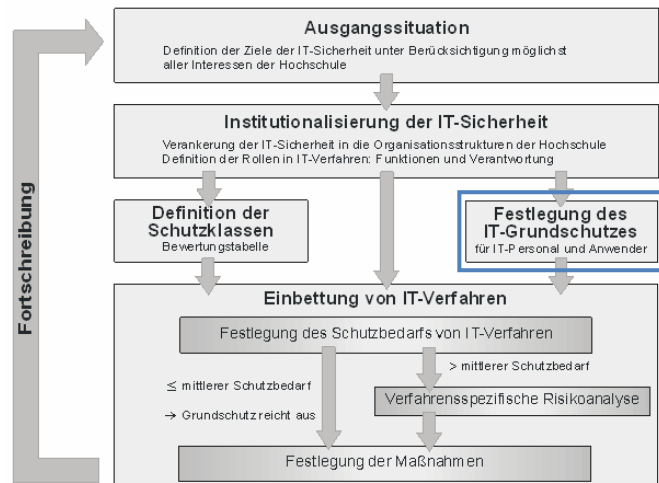 Ausgangssituation
Definition der Ziele der IT-Sicherheit unter Berücksichtigung möglichst
aller Interessen der Hochschule
Institutionalisierung der IT-Sicherheit
Verankerung der IT-Sicherheit in die Organisationsstrukturen der Hochschule
Definition der Rollen in IT-Verfahren: Funktionen und Verantwortung
Definition der
Schutzklassen
Bewertungstabelle
Festlegung des
IT-Grundschutzes
für IT-Personal und Anwender
Einbettung von IT-Verfahren
Festlegung des Schutzbedarfs von IT-Verfahren
≤ mittlerer Schutzbedarf
→ Grundschutz reicht aus
> mittlerer Schutzbedarf
Verfahrensspezifische Risikoanalyse
Festlegung der Maßnahmen
Fortschreibung